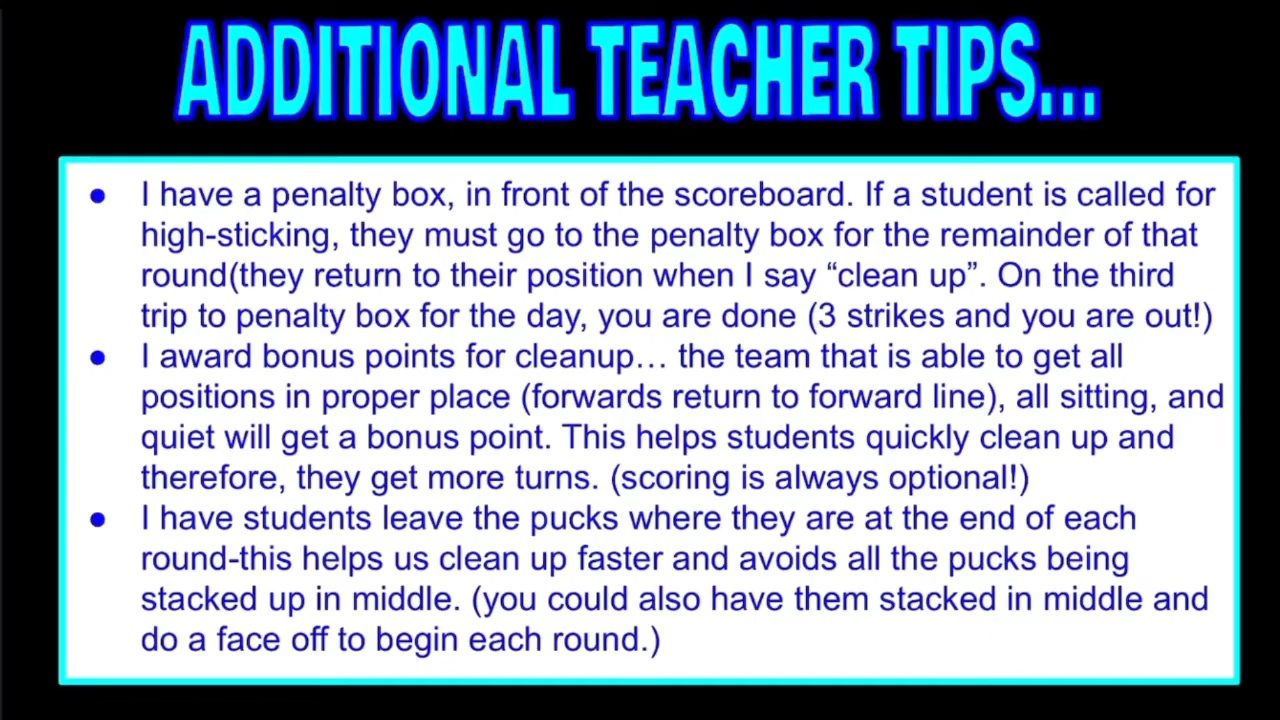 ADDITIONAL TEACHER TIPS...
● I have a penalty box, in front of the scoreboard. If a student is called for
high-sticking, they must go to the penalty box for the remainder of that
round(they return to their position when I say “clean up”. On the third
trip to penalty box for the day, you are done (3 strikes and you are out!)
● I award bonus points for cleanup… the team that is able to get all
positions in proper place (forwards return to forward line), all sitting, and
quiet will get a bonus point. This helps students quickly clean up and
therefore, they get more turns. (scoring is always optional!)
● I have students leave the pucks where they are at the end of each
round-this helps us clean up faster and avoids all the pucks being
stacked up in middle. (you could also have them stacked in middle and
do a face off to begin each round.)